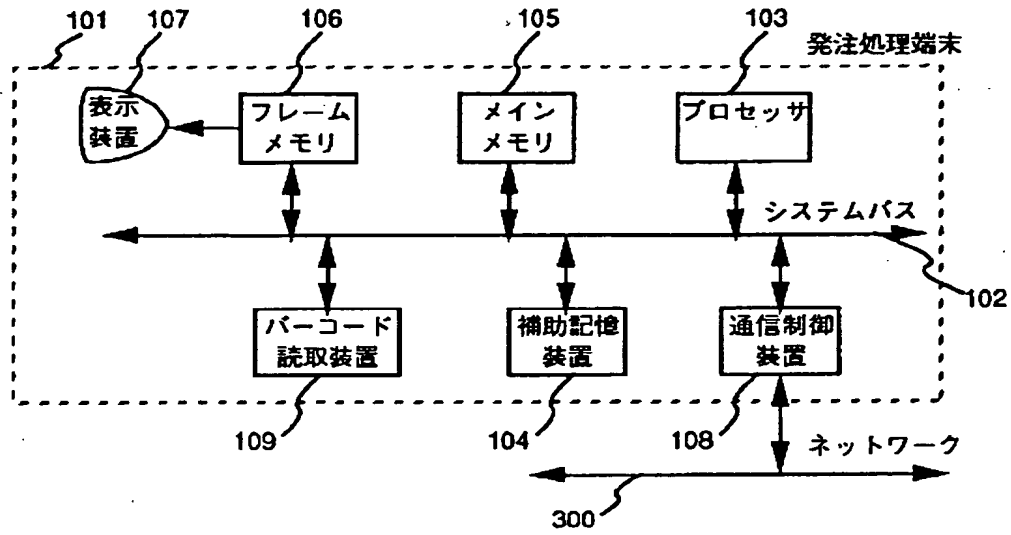 101
107
106
105
103
発注処理端末
表示
装置
フレーム
メモリ
メイン
メモリ
プロセッサ
システムバス
102
バーコード
読取装置
補助記憶
装置
通信制御
装置
109
104
108
ネットワーク
300